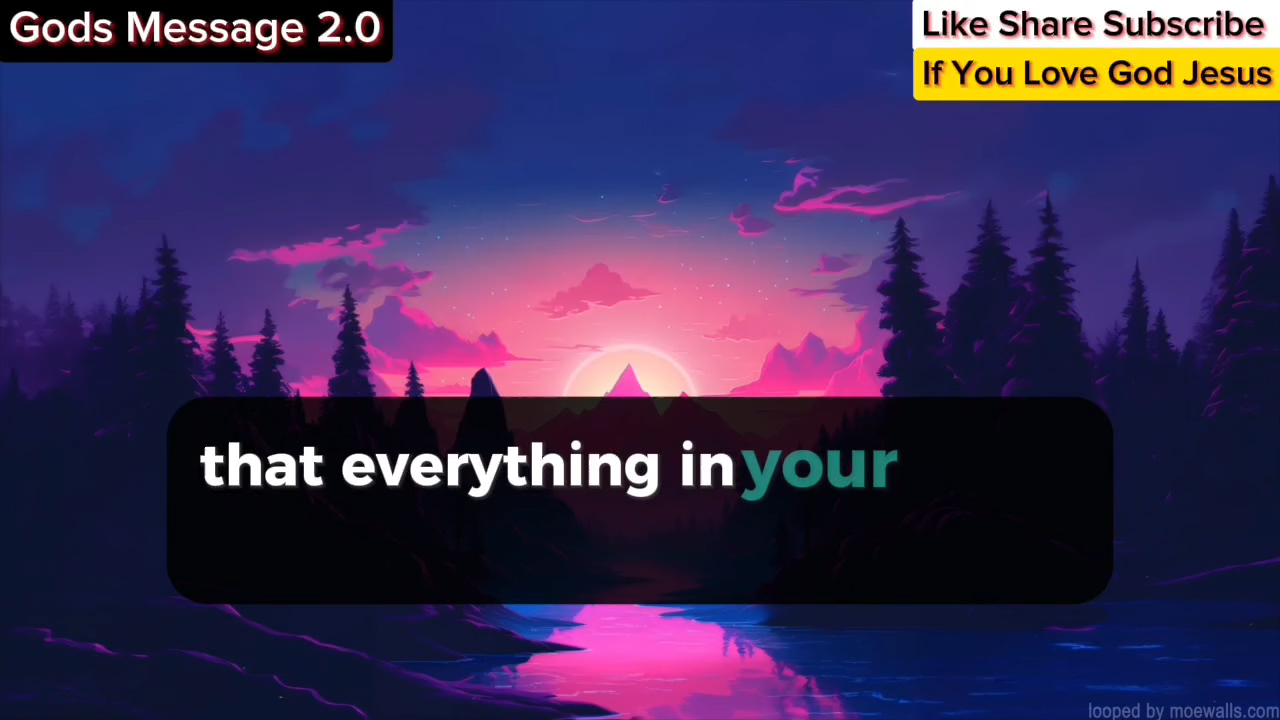 Gods Message 2.0
Like Share Subscribe
If You Love God Jesus
that everything in your
looped by moewalls.com